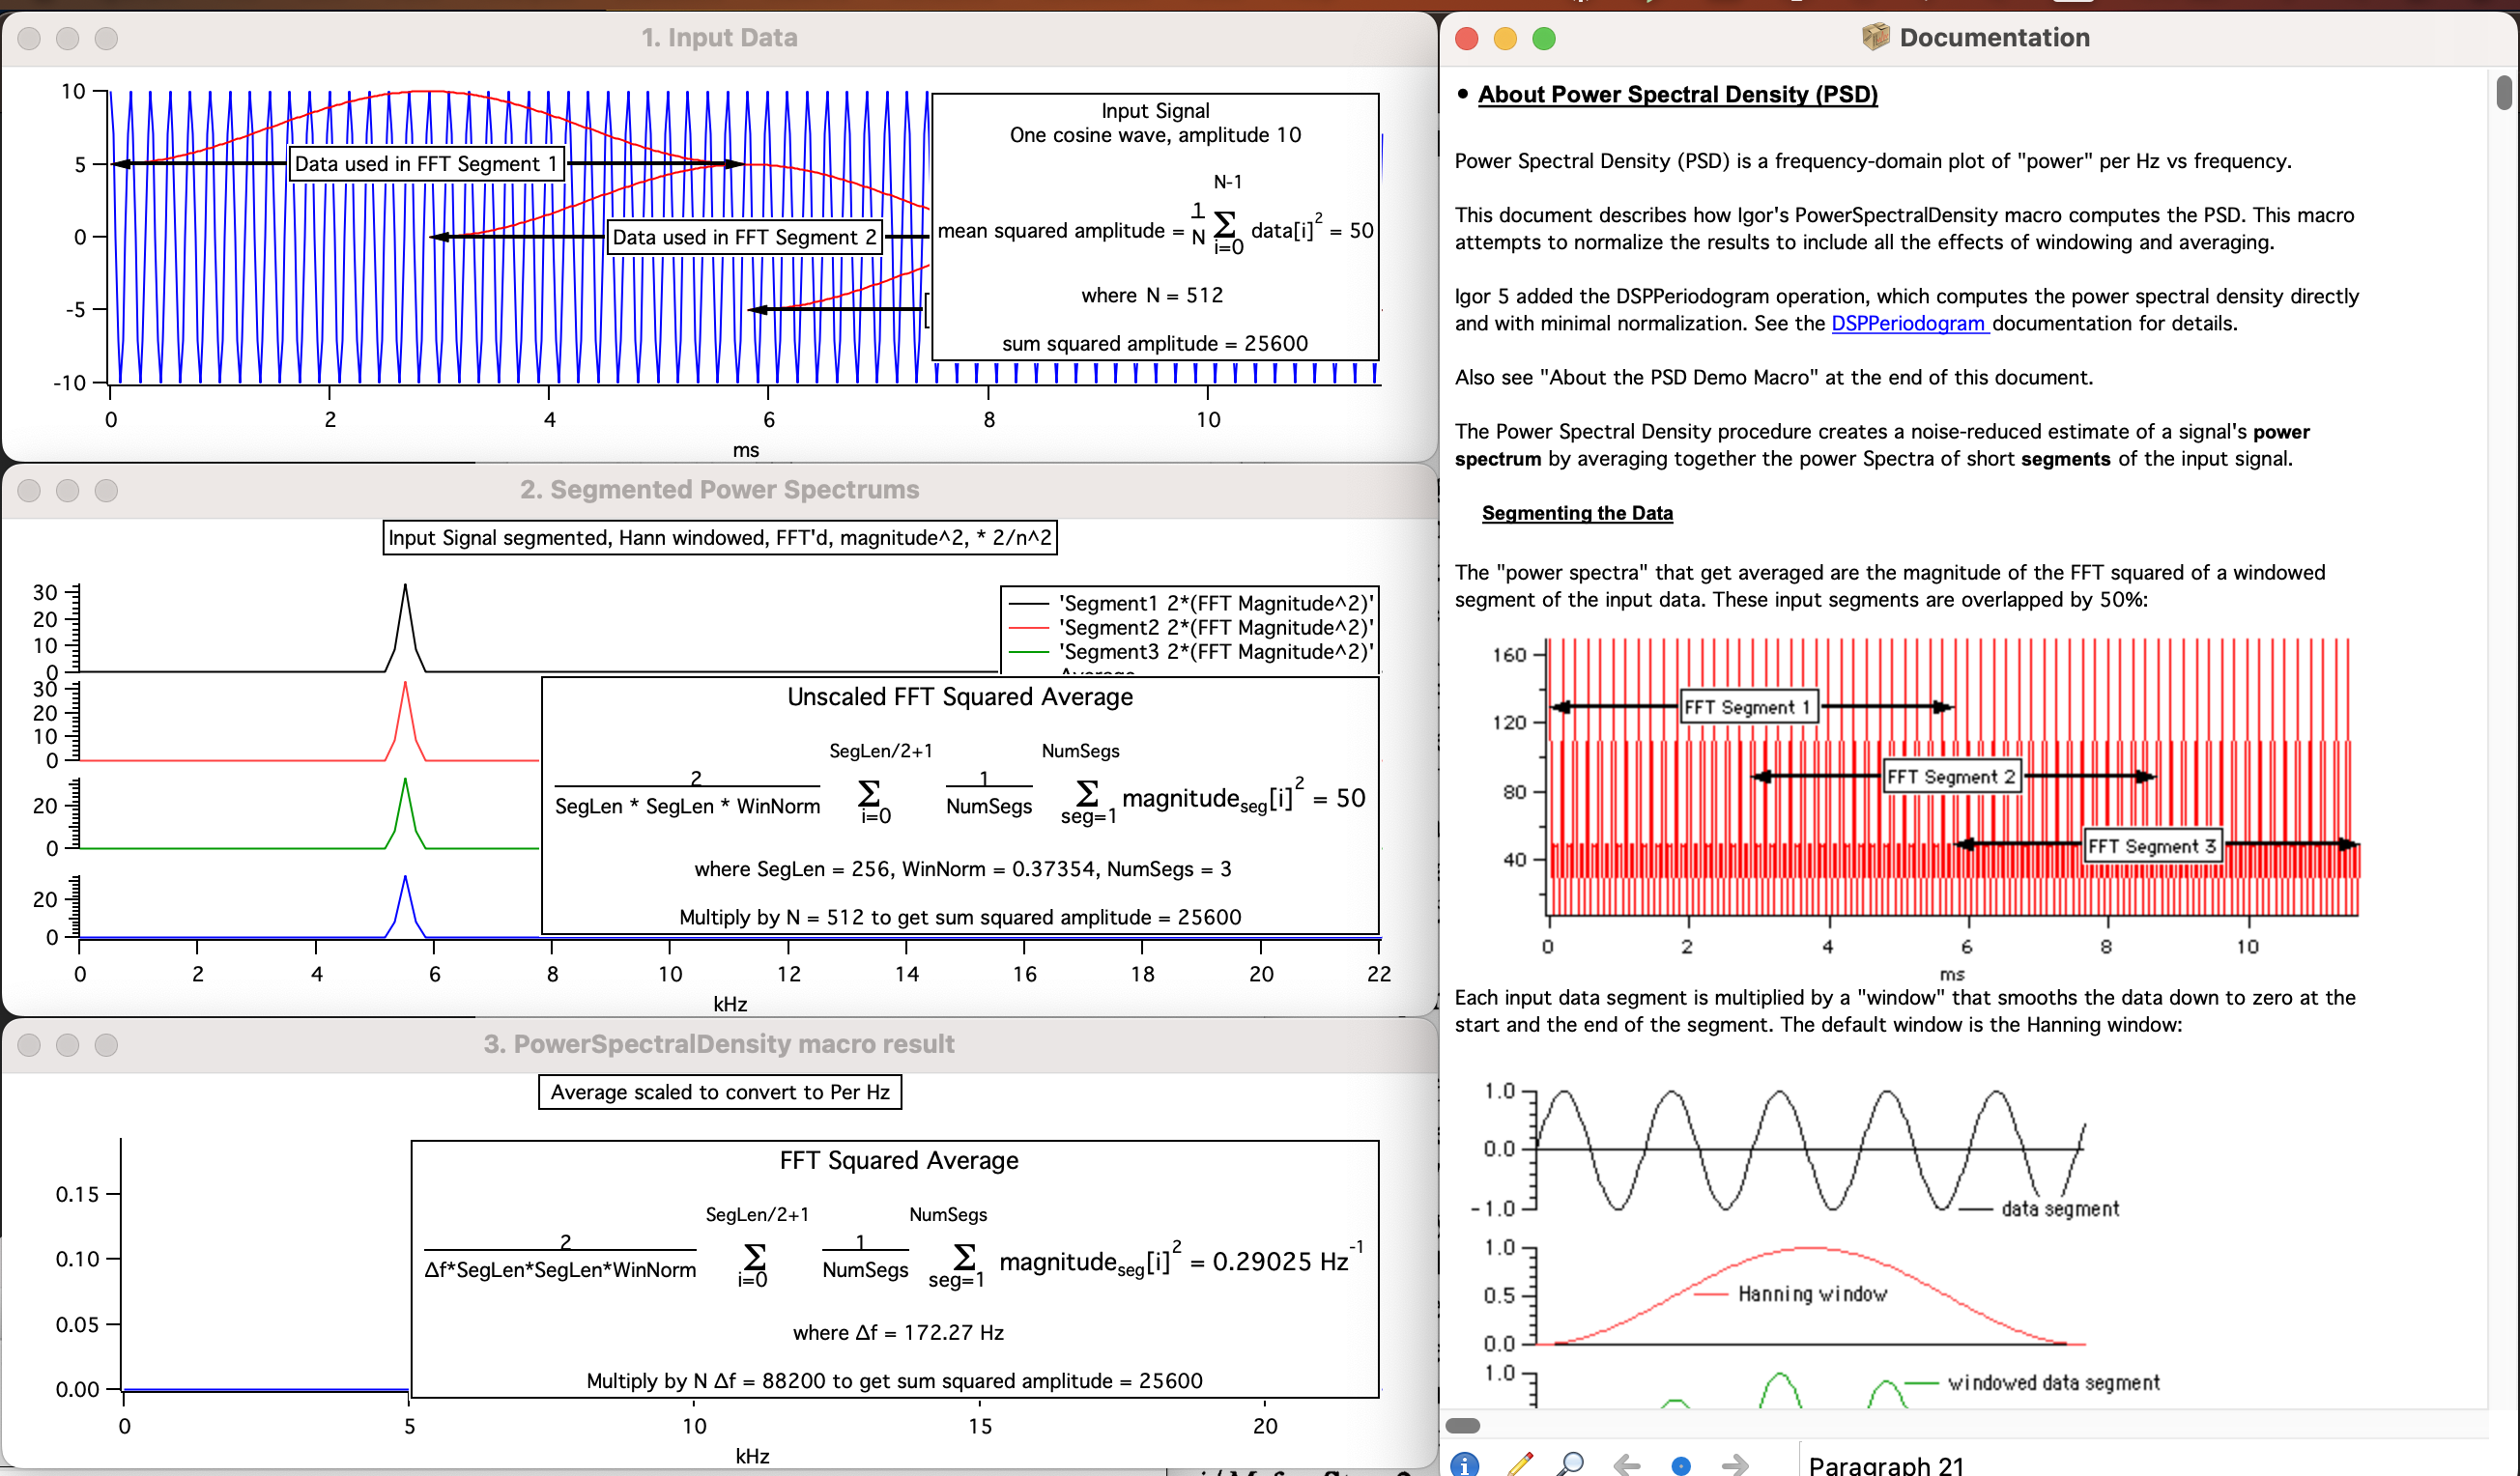 1. Input Data
10
5
0
-5
-10
Data used in FFT Segment 1
Data used in FFT Segment 2
Input Signal
One cosine wave, amplitude 10
N-1
mean squared amplitude = 1/N Σ data[i]² = 50
i=0
where N = 512
sum squared amplitude = 25600
0 2 4 6 8 10
ms
2. Segmented Power Spectrums
Input Signal segmented, Hann windowed, FFT'd, magnitude^2, * 2/n^2
30
20
10
0
30
20
10
0
20
0
20
0
'Segment1 2*(FFT Magnitude^2)'
'Segment2 2*(FFT Magnitude^2)'
'Segment3 2*(FFT Magnitude^2)'
Unscaled FFT Squared Average
SegLen/2+1 NumSegs
2 Σ 1 Σ magnitudeseg[i]² = 50
SegLen * SegLen * WinNorm i=0 NumSegs seg=1
where SegLen = 256, WinNorm = 0.37354, NumSegs = 3
Multiply by N = 512 to get sum squared amplitude = 25600
0 2 4 6 8 10 12 14 16 18 20 22
kHz
3. PowerSpectralDensity macro result
Average scaled to convert to Per Hz
0.15
0.10
0.05
0.00
FFT Squared Average
SegLen/2+1 NumSegs
2 Σ 1 Σ magnitudeseg[i]² = 0.29025 Hz⁻¹
Δf*SegLen*SegLen*WinNorm i=0 NumSegs seg=1
where Δf = 172.27 Hz
Multiply by N Δf = 88200 to get sum squared amplitude = 25600
0 5 10 15 20
kHz
Documentation
• About Power Spectral Density (PSD)
Power Spectral Density (PSD) is a frequency-domain plot of "power" per Hz vs frequency.
This document describes how Igor's PowerSpectralDensity macro computes the PSD. This macro
attempts to normalize the results to include all the effects of windowing and averaging.
Igor 5 added the DSPPeriodogram operation, which computes the power spectral density directly
and with minimal normalization. See the DSPPeriodogram documentation for details.
Also see "About the PSD Demo Macro" at the end of this document.
The Power Spectral Density procedure creates a noise-reduced estimate of a signal's power
spectrum by averaging together the power Spectra of short segments of the input signal.
Segmenting the Data
The "power spectra" that get averaged are the magnitude of the FFT squared of a windowed
segment of the input data. These input segments are overlapped by 50%:
160
120
80
40
FFT Segment 1
FFT Segment 2
FFT Segment 3
0 2 4 6 8 10
ms
Each input data segment is multiplied by a "window" that smooths the data down to zero at the
start and the end of the segment. The default window is the Hanning window:
1.0
0.0
-1.0
data segment
1.0
0.5
0.0
Hanning window
1.0
windowed data segment
Paragraph 21